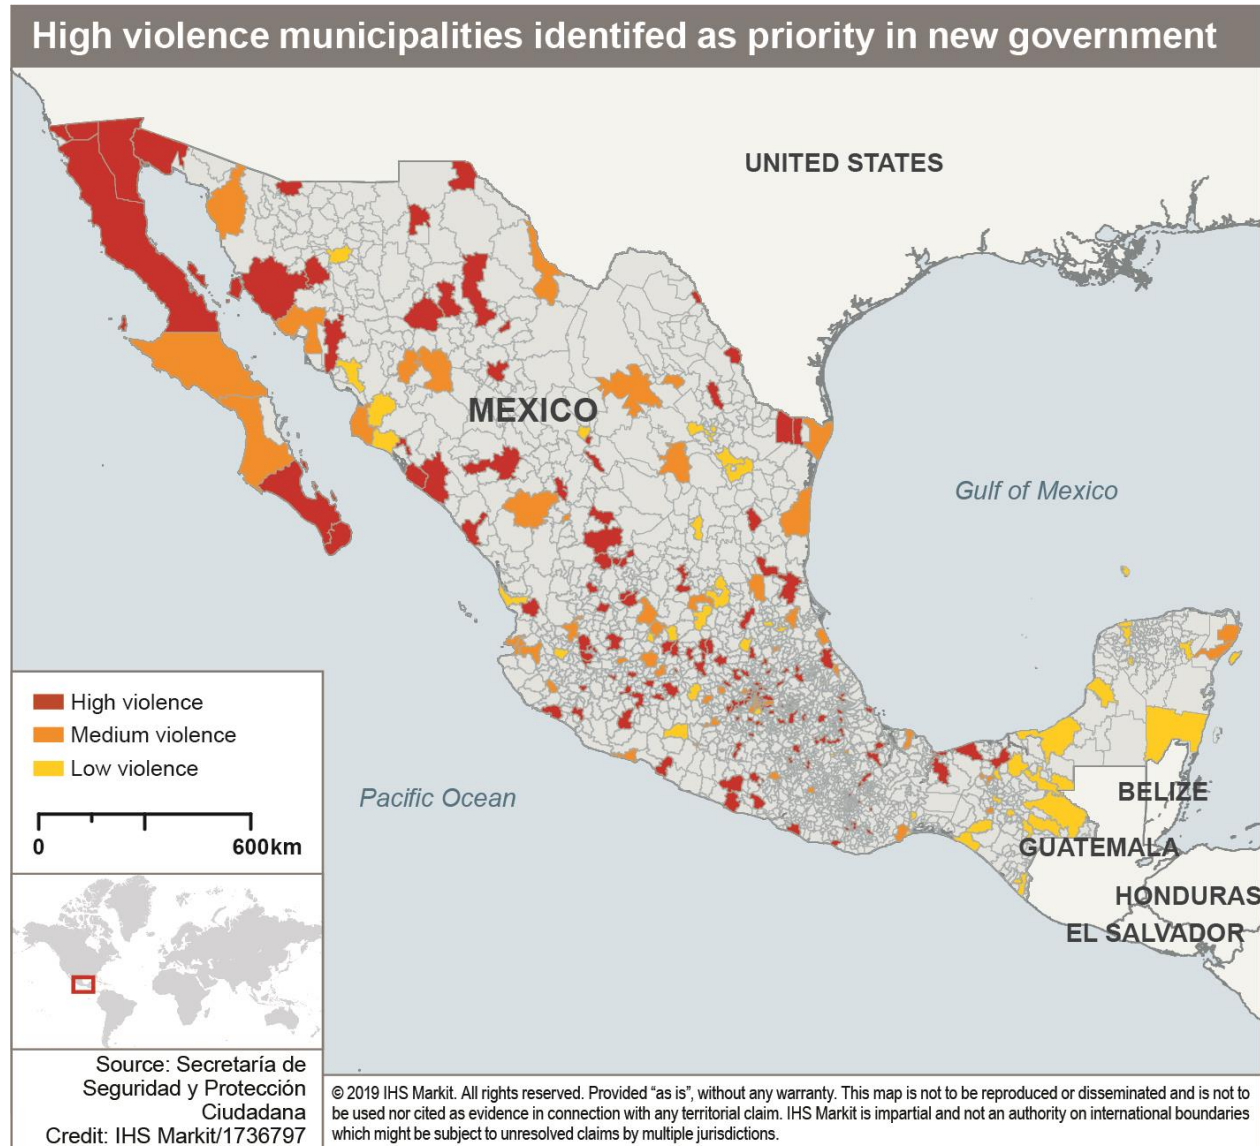 High violence municipalities identifed as priority in new government
UNITED STATES
MEXICO
Gulf of Mexico
High violence
Medium violence
Low violence
0 600km
Pacific Ocean
BELIZE
GUATEMALA
HONDURAS
EL SALVADOR
Source: Secretaría de
Seguridad y Protección
Ciudadana
Credit: IHS Markit/1736797
© 2019 IHS Markit. All rights reserved. Provided “as is”, without any warranty. This map is not to be reproduced or disseminated and is not to
be used nor cited as evidence in connection with any territorial claim. IHS Markit is impartial and not an authority on international boundaries
which might be subject to unresolved claims by multiple jurisdictions.